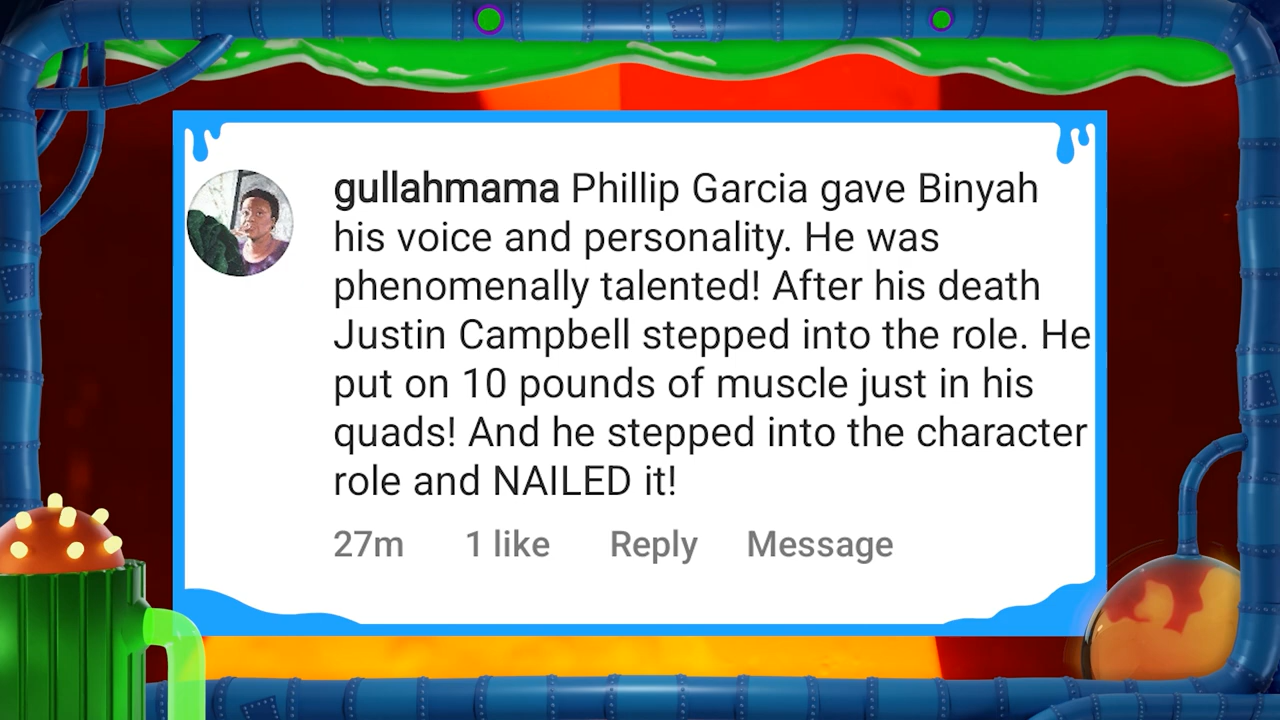 gullahmama Phillip Garcia gave Binyah
his voice and personality. He was
phenomenally talented! After his death
Justin Campbell stepped into the role. He
put on 10 pounds of muscle just in his
quads! And he stepped into the character
role and NAILED it!
27m 1 like Reply Message